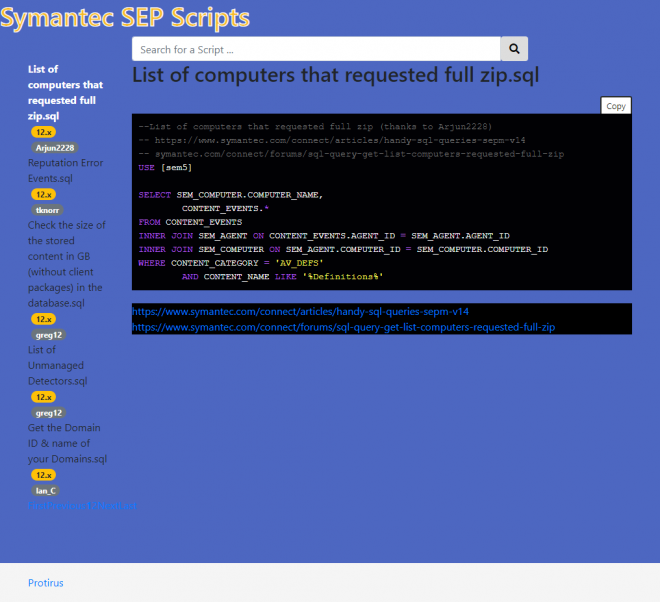 Symantec SEP Scripts
Search for a Script ...
List of
computers that
requested full
zip.sql
12.x
Arjun2228
Reputation Error
Events.sql
12.x
tknorr
Check the size of
the stored
content in GB
(without client
packages) in the
database.sql
12.x
greg12
List of
Unmanaged
Detectors.sql
12.x
greg12
Get the Domain
ID & name of
your Domains.sql
12.x
Ian_C
List of computers that requested full zip.sql
Copy
--List of computers that requested full zip (thanks to Arjun2228)
-- https://www.symantec.com/connect/articles/handy-sql-queries-sepm-v14
-- symantec.com/connect/forums/sql-query-get-list-computers-requested-full-zip
USE [sem5]
SELECT SEM_COMPUTER.COMPUTER_NAME,
CONTENT_EVENTS.*
FROM CONTENT_EVENTS
INNER JOIN SEM_AGENT ON CONTENT_EVENTS.AGENT_ID = SEM_AGENT.AGENT_ID
INNER JOIN SEM_COMPUTER ON SEM_AGENT.COMPUTER_ID = SEM_COMPUTER.COMPUTER_ID
WHERE CONTENT_CATEGORY = 'AV_DEFS'
AND CONTENT_NAME LIKE '%Definitions%'
https://www.symantec.com/connect/articles/handy-sql-queries-sepm-v14
https://www.symantec.com/connect/forums/sql-query-get-list-computers-requested-full-zip
Protirus